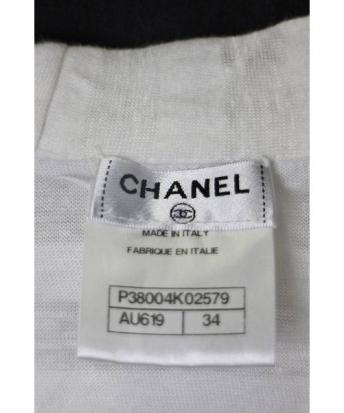 CHANEL
MADE IN ITALY
FABRIQUE EN ITALIE
P38004K02579
AU619 34